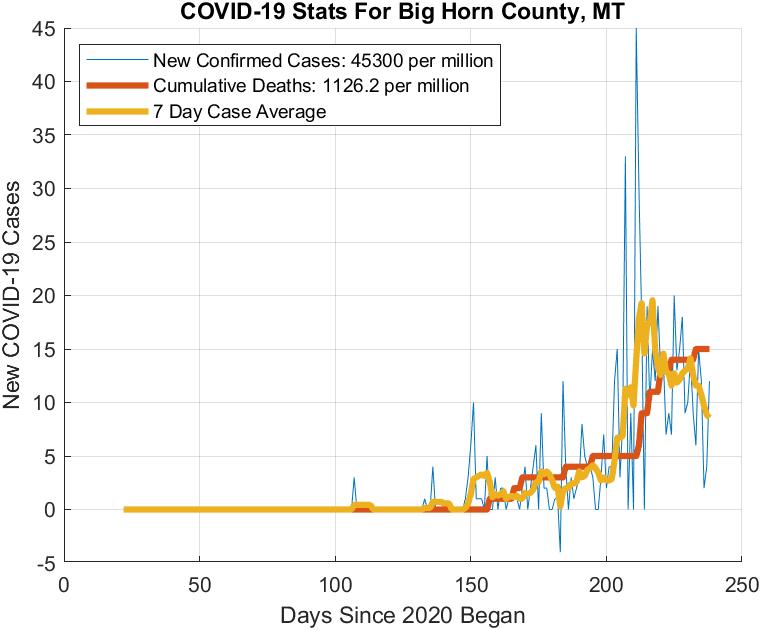 COVID-19 Stats For Big Horn County, MT
New Confirmed Cases: 45300 per million
Cumulative Deaths: 1126.2 per million
7 Day Case Average
New COVID-19 Cases
45
40
35
30
25
20
15
10
5
0
-5
0 50 100 150 200 250
Days Since 2020 Began